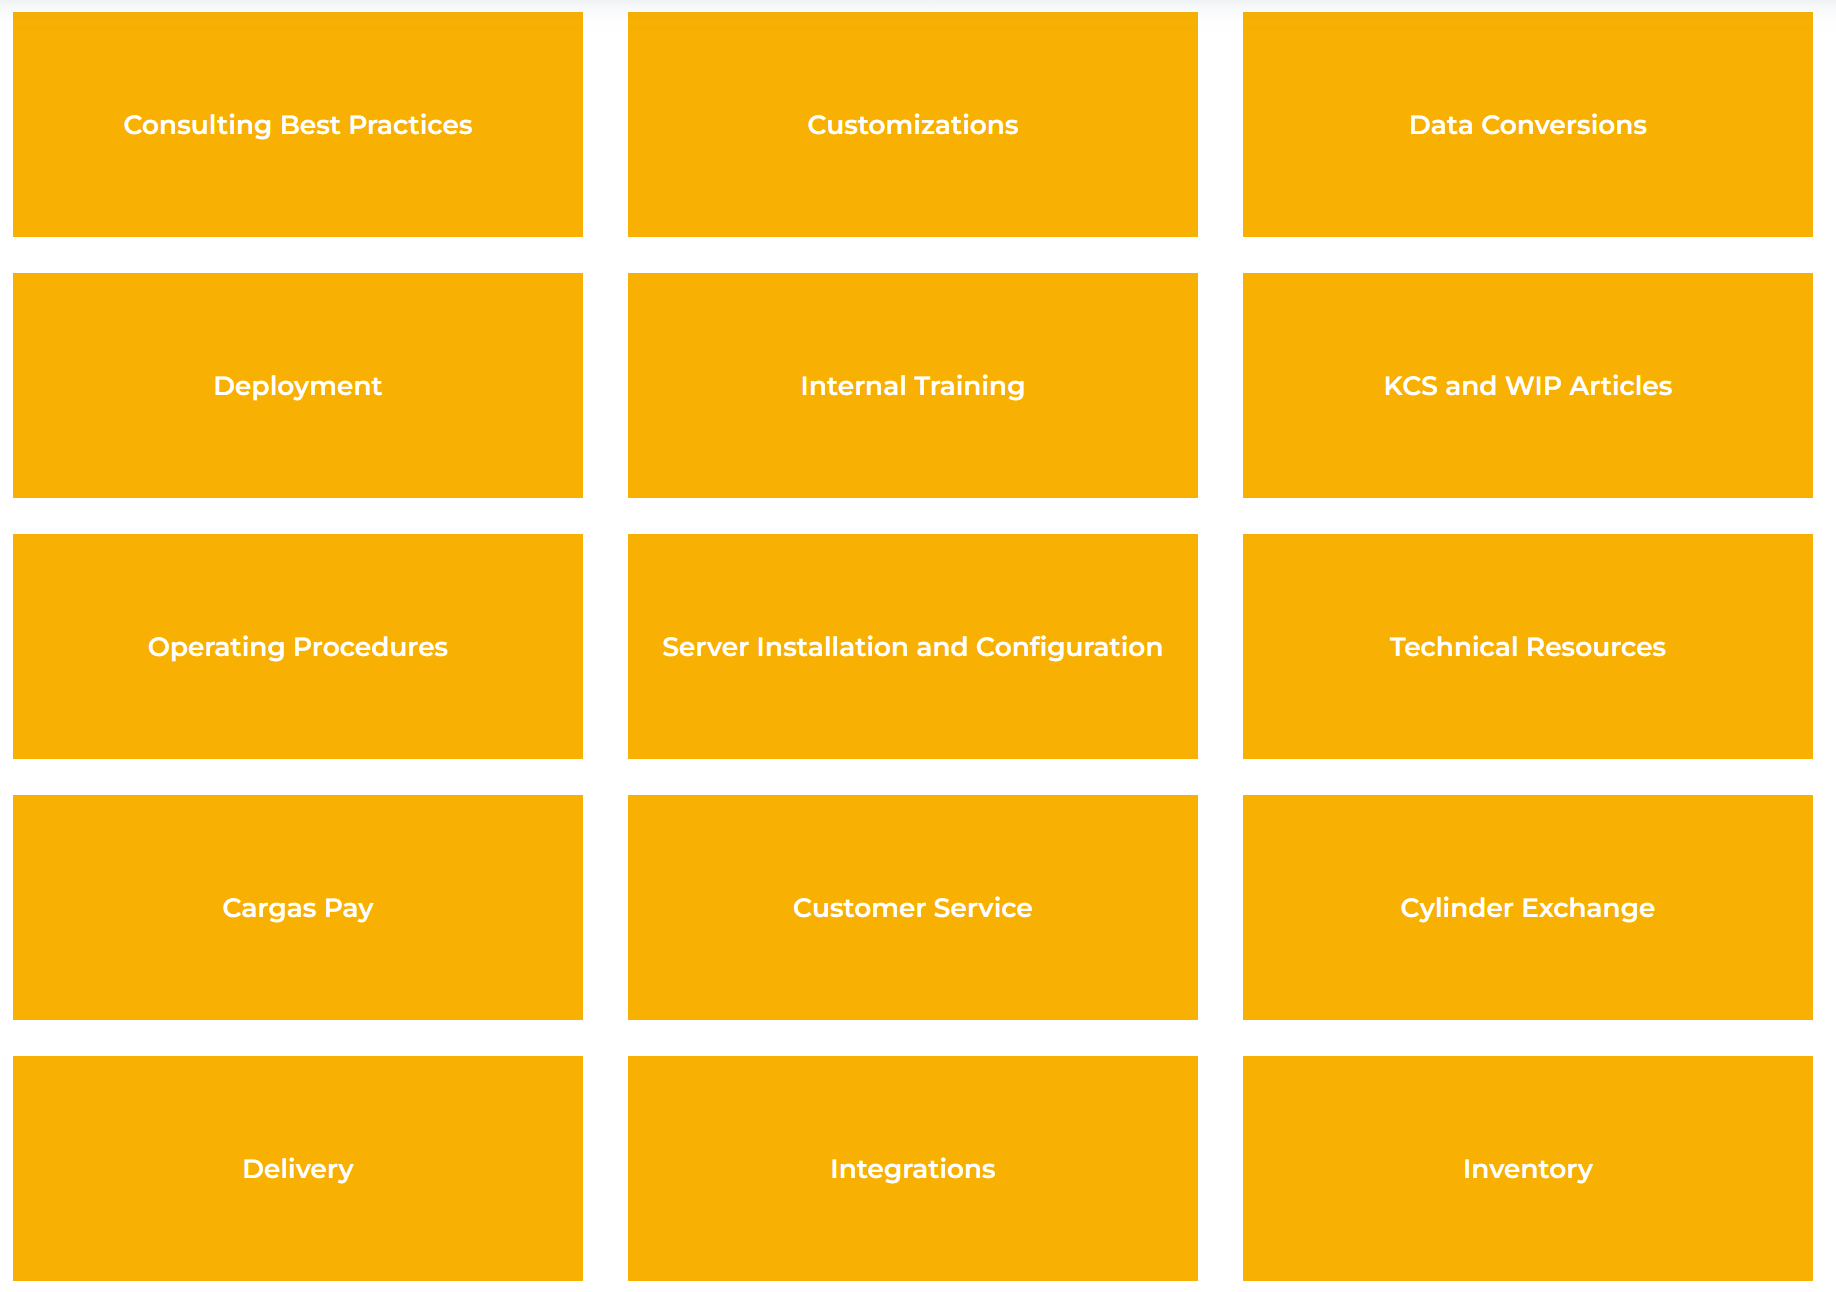 Consulting Best Practices
Customizations
Data Conversions
Deployment
Internal Training
KCS and WIP Articles
Operating Procedures
Server Installation and Configuration
Technical Resources
Cargas Pay
Customer Service
Cylinder Exchange
Delivery
Integrations
Inventory